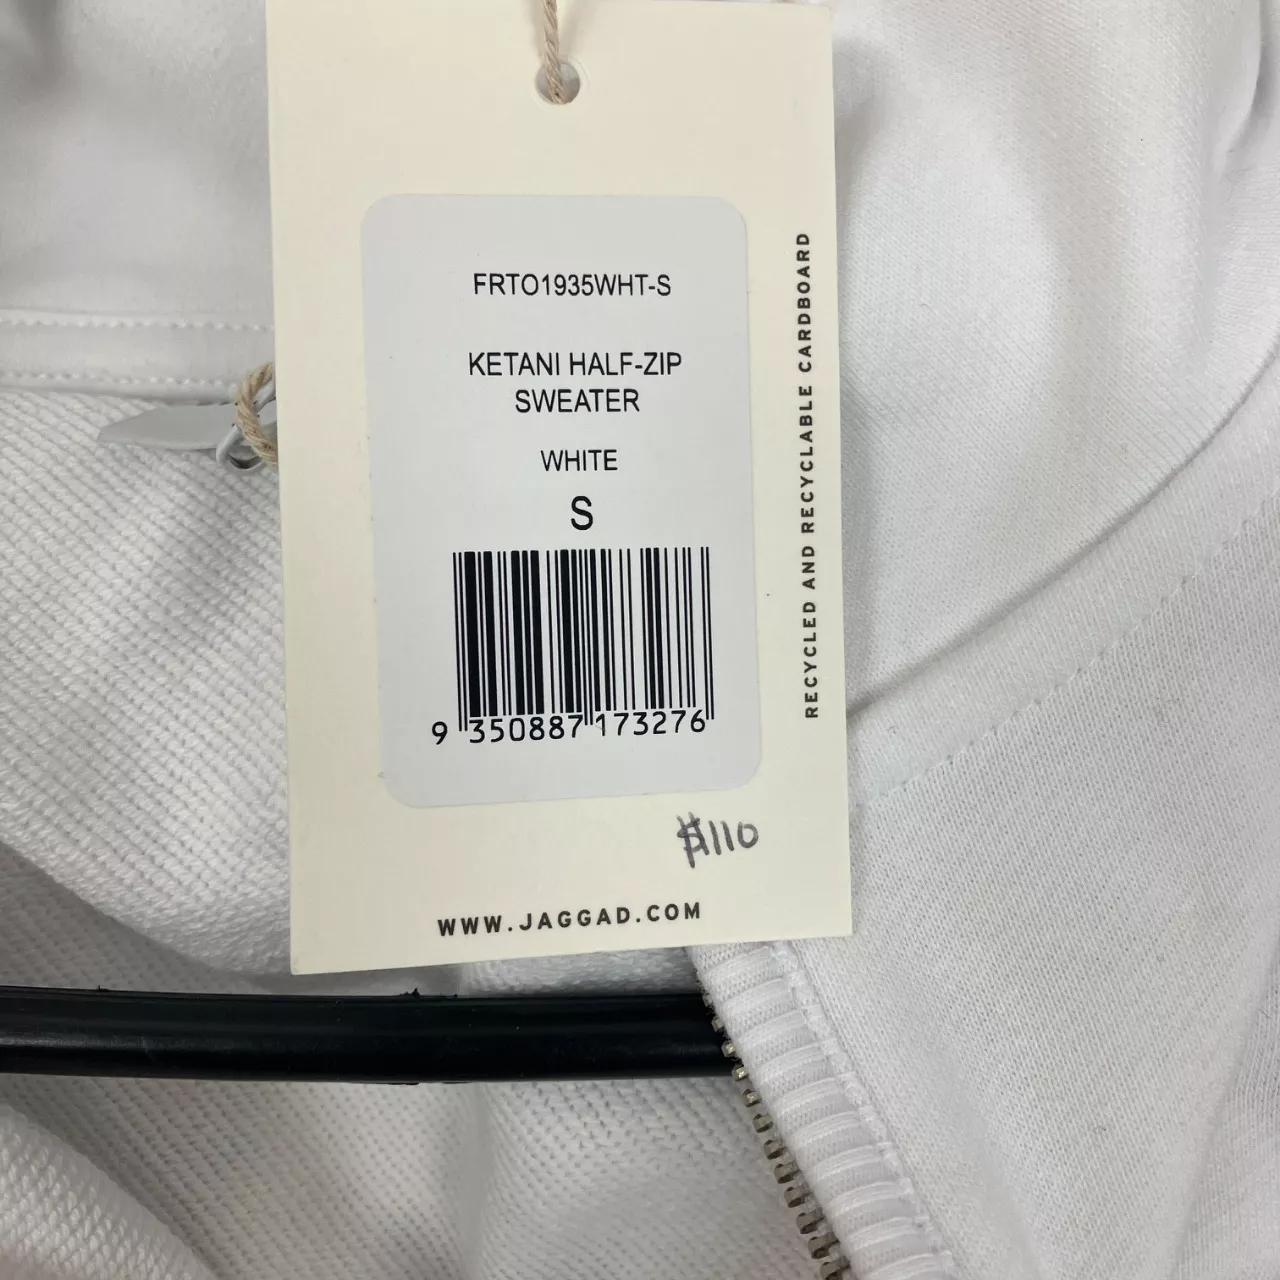 FRTO1935WHT-S
KETANI HALF-ZIP
SWEATER
WHITE
S
9 350887 173276
$110
WWW.JAGGAD.COM
RECYCLED AND RECYCLABLE CARDBOARD